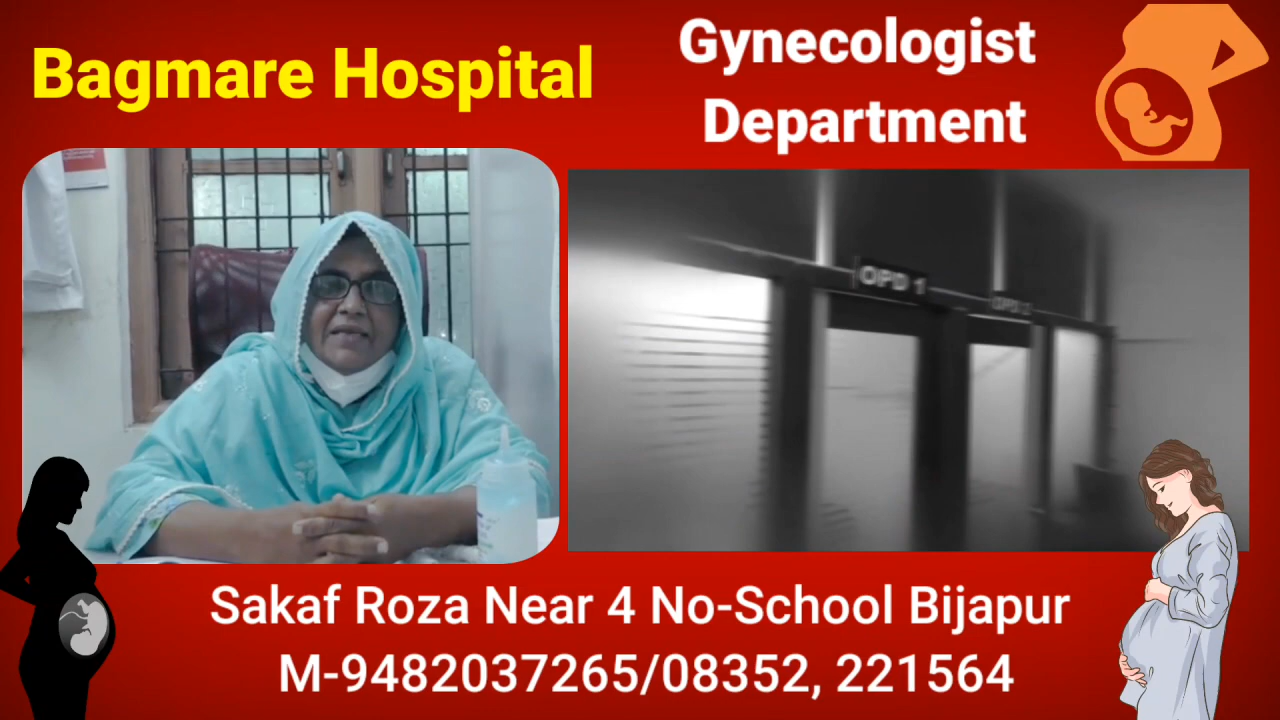 Bagmare Hospital
Gynecologist
Department
OPD 1
Sakaf Roza Near 4 No-School Bijapur
M-9482037265/08352, 221564